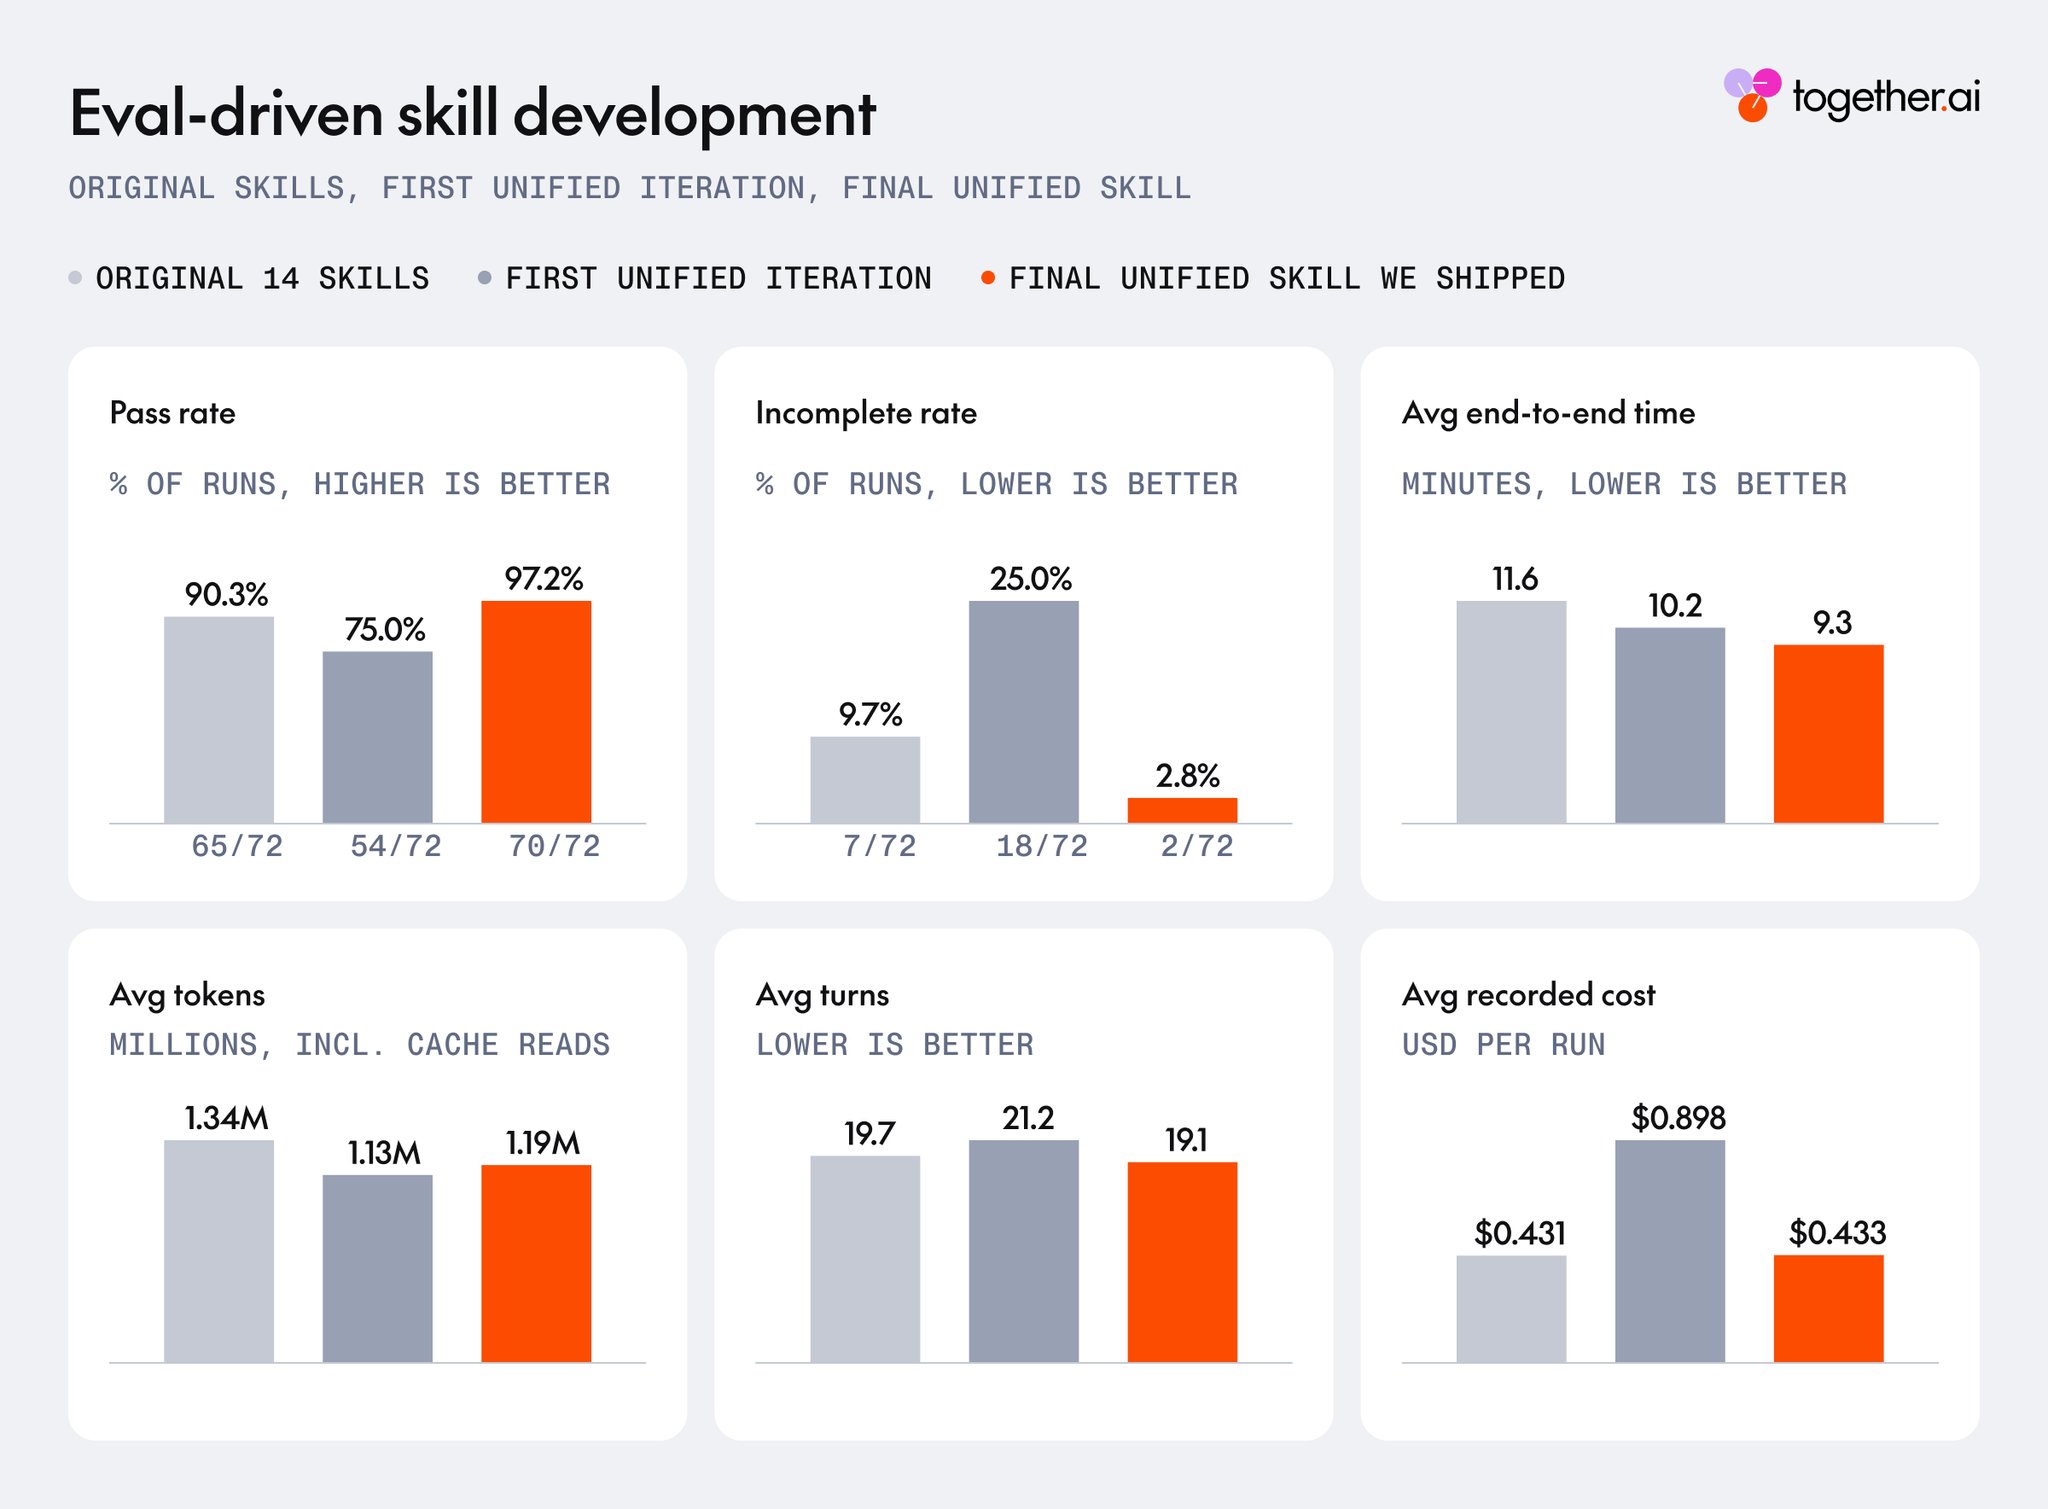 Eval-driven skill development
together.ai
ORIGINAL SKILLS, FIRST UNIFIED ITERATION, FINAL UNIFIED SKILL
ORIGINAL 14 SKILLS
FIRST UNIFIED ITERATION
FINAL UNIFIED SKILL WE SHIPPED
Pass rate
% OF RUNS, HIGHER IS BETTER
90.3%
75.0%
97.2%
65/72
54/72
70/72
Incomplete rate
% OF RUNS, LOWER IS BETTER
9.7%
25.0%
2.8%
7/72
18/72
2/72
Avg end-to-end time
MINUTES, LOWER IS BETTER
11.6
10.2
9.3
Avg tokens
MILLIONS, INCL. CACHE READS
1.34M
1.13M
1.19M
Avg turns
LOWER IS BETTER
19.7
21.2
19.1
Avg recorded cost
USD PER RUN
$0.431
$0.898
$0.433